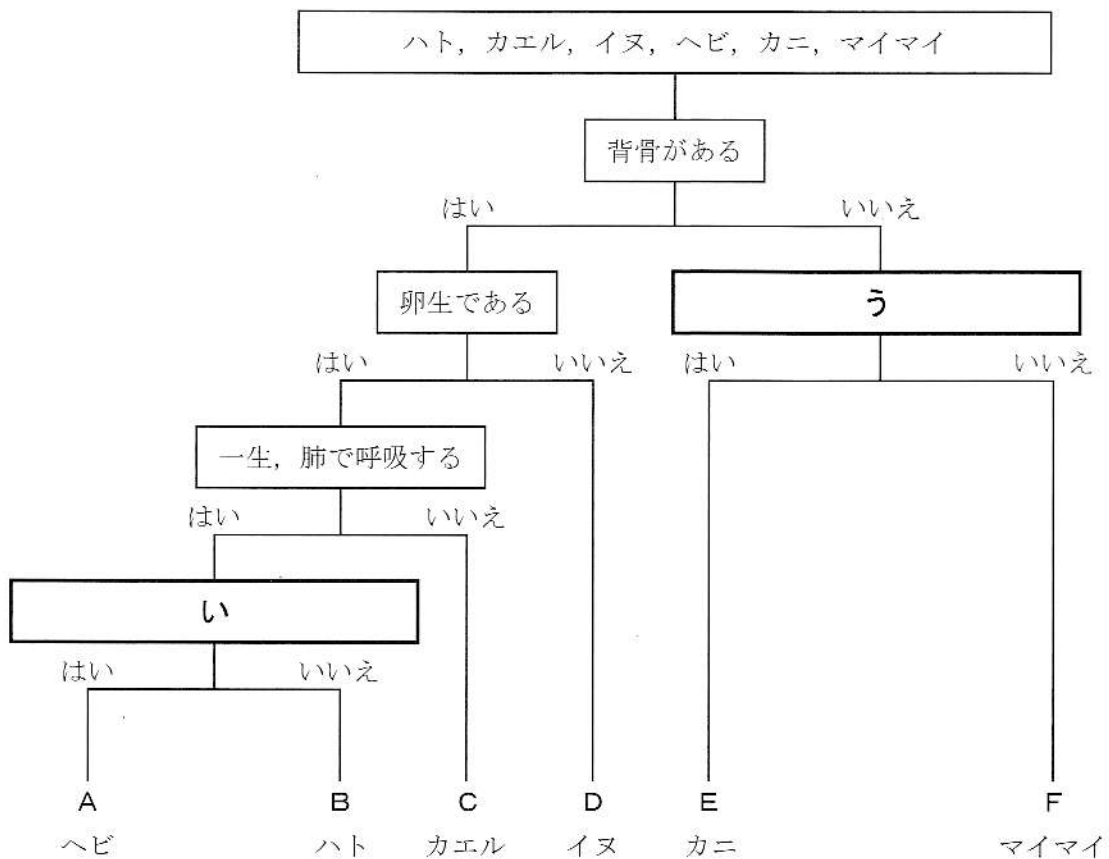 ハト，カエル，イヌ，ヘビ，カニ，マイマイ
背骨がある
はい いいえ
卵生である う
はい いいえ はい いいえ
一生，肺で呼吸する
はい いいえ
い
はい いいえ
A B C D E F
ヘビ ハト カエル イヌ カニ マイマイ